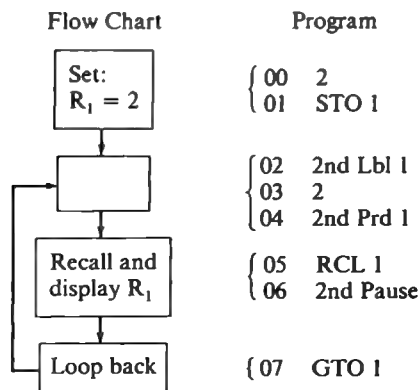 Flow Chart Program
Set:
R₁ = 2
{ 00 2
01 STO 1
02 2nd Lbl 1
{ 03 2
04 2nd Prd 1
Recall and
display R₁
{ 05 RCL 1
06 2nd Pause
Loop back
{ 07 GTO 1